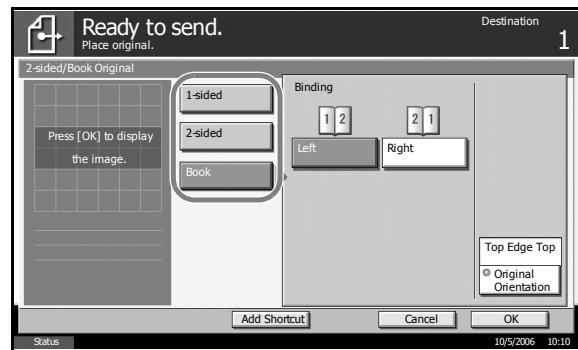 Ready to send.
Place original.
Destination
1
2-sided/Book Original
Press [OK] to display
the image.
1-sided
2-sided
Book
Binding
1 2
2 1
Left
Right
Top Edge Top
Original
Orientation
Add Shortcut
Cancel
OK
Status
10/5/2006 10:10